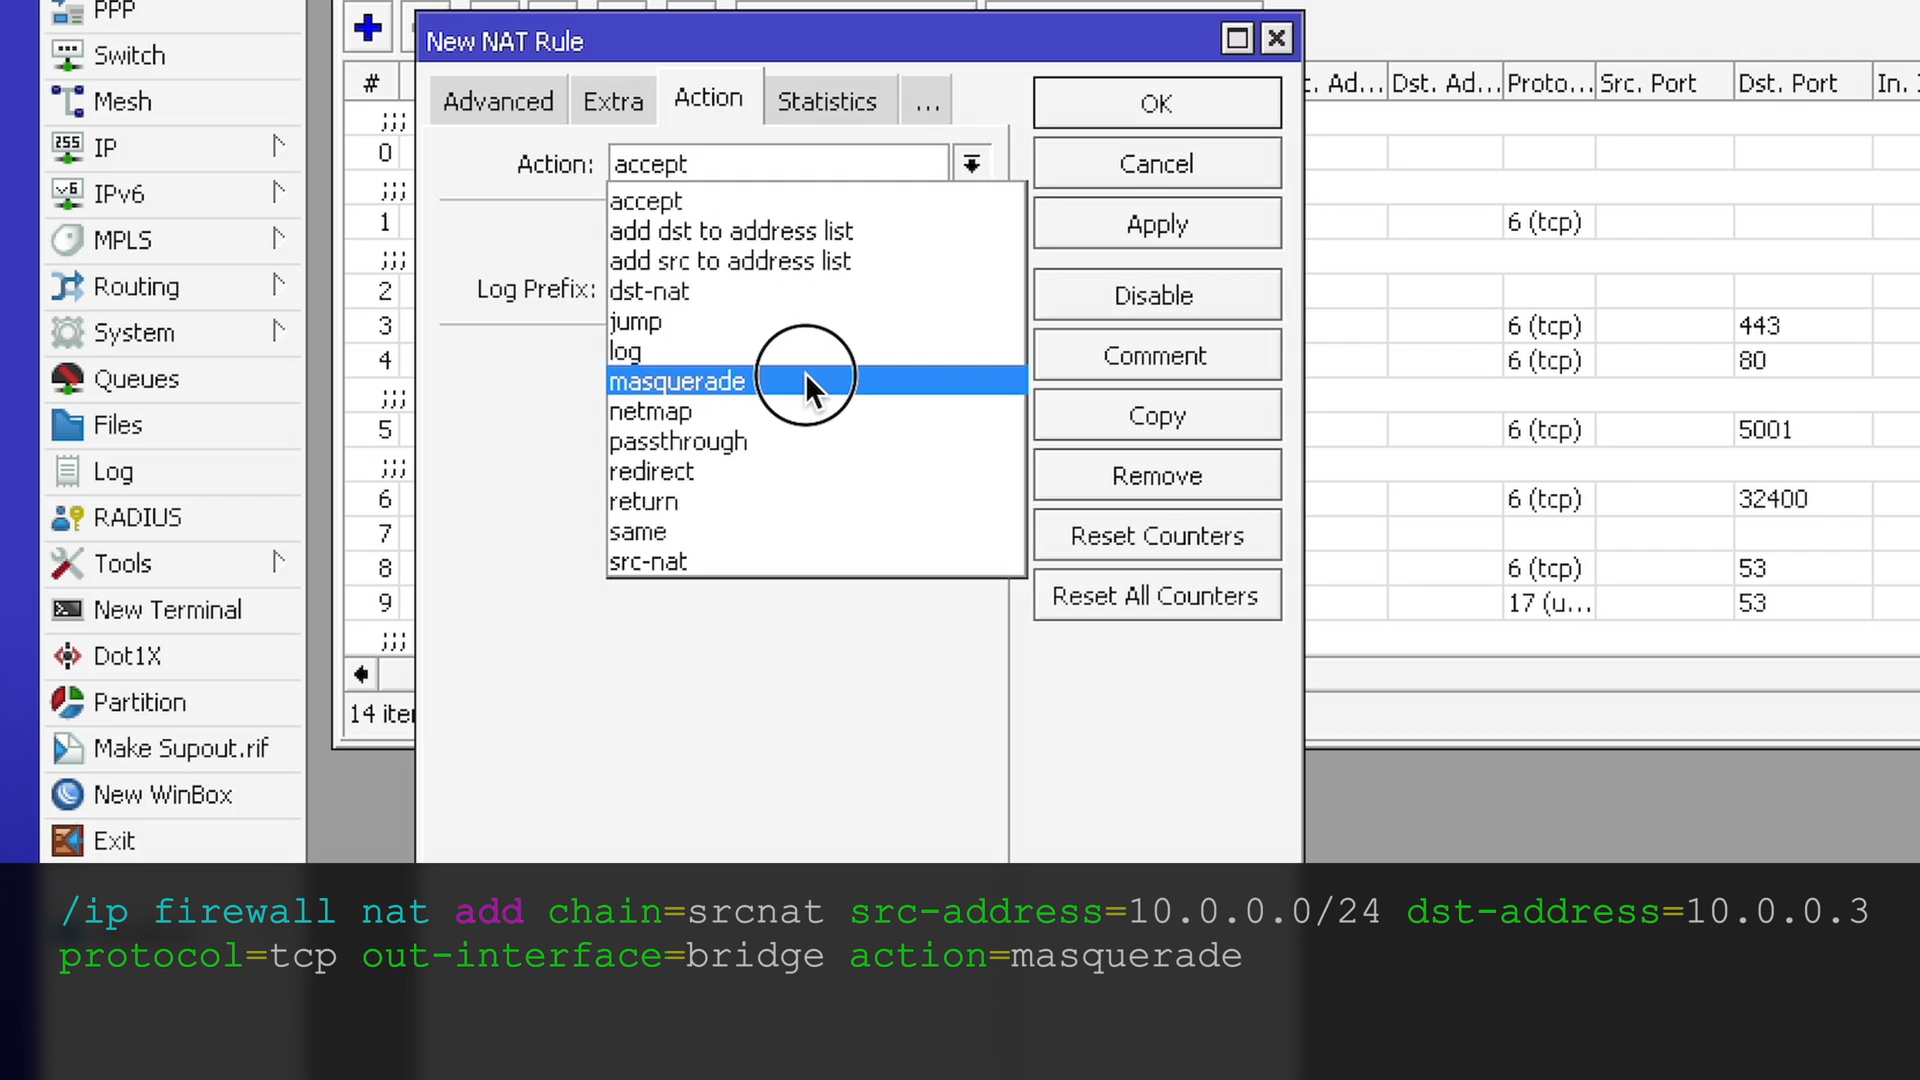 PPP
Switch
Mesh
IP
IPv6
MPLS
Routing
System
Queues
Files
Log
RADIUS
Tools
New Terminal
Dot1X
Partition
Make Supout.rif
New WinBox
Exit
New NAT Rule
Advanced Extra Action Statistics ...
Action: accept
accept
add dst to address list
add src to address list
dst-nat
jump
log
masquerade
netmap
passthrough
redirect
return
same
src-nat
Log Prefix:
OK
Cancel
Apply
Disable
Comment
Copy
Remove
Reset Counters
Reset All Counters
# t. Ad... Dst. Ad... Proto... Src. Port Dst. Port In.
;;;
0
;;;
1 6 (tcp)
;;;
2
3 6 (tcp) 443
4 6 (tcp) 80
;;;
5 6 (tcp) 5001
;;;
6 6 (tcp) 32400
7
8 6 (tcp) 53
9 17 (u... 53
;;;
14
/ip firewall nat add chain=srcnat src-address=10.0.0.0/24 dst-address=10.0.0.3
protocol=tcp out-interface=bridge action=masquerade